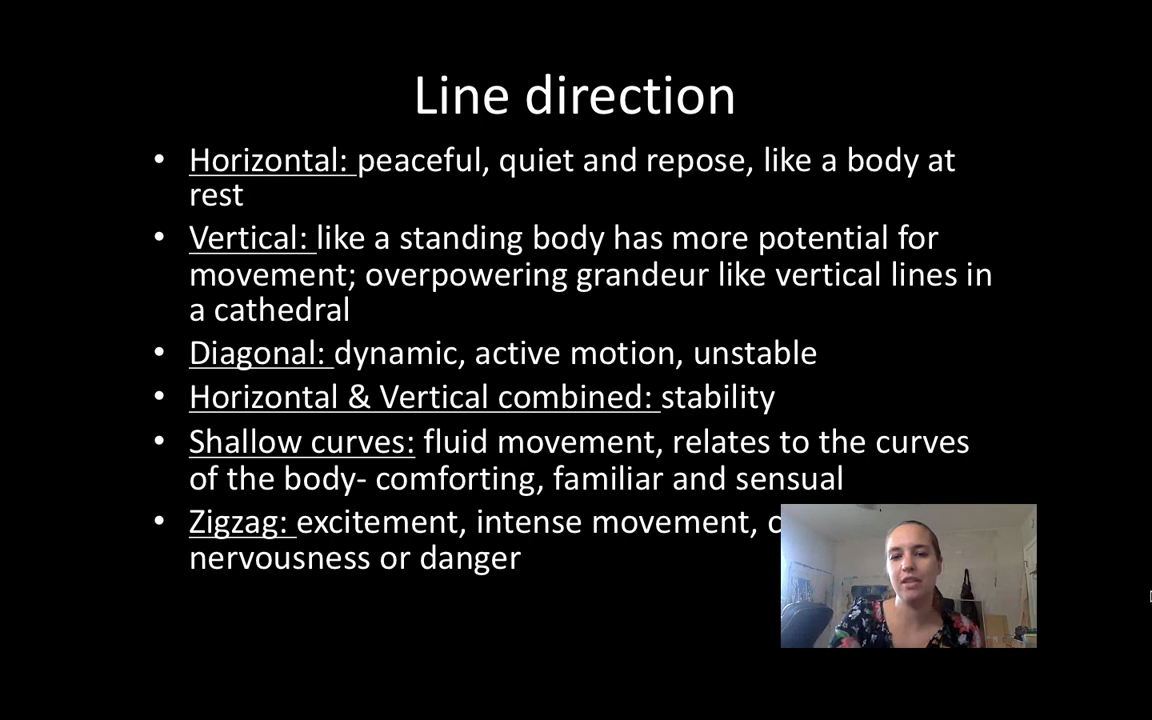 Line direction
• Horizontal: peaceful, quiet and repose, like a body at
rest
• Vertical: like a standing body has more potential for
movement; overpowering grandeur like vertical lines in
a cathedral
• Diagonal: dynamic, active motion, unstable
• Horizontal & Vertical combined: stability
• Shallow curves: fluid movement, relates to the curves
of the body- comforting, familiar and sensual
• Zigzag: excitement, intense movement,
nervousness or danger